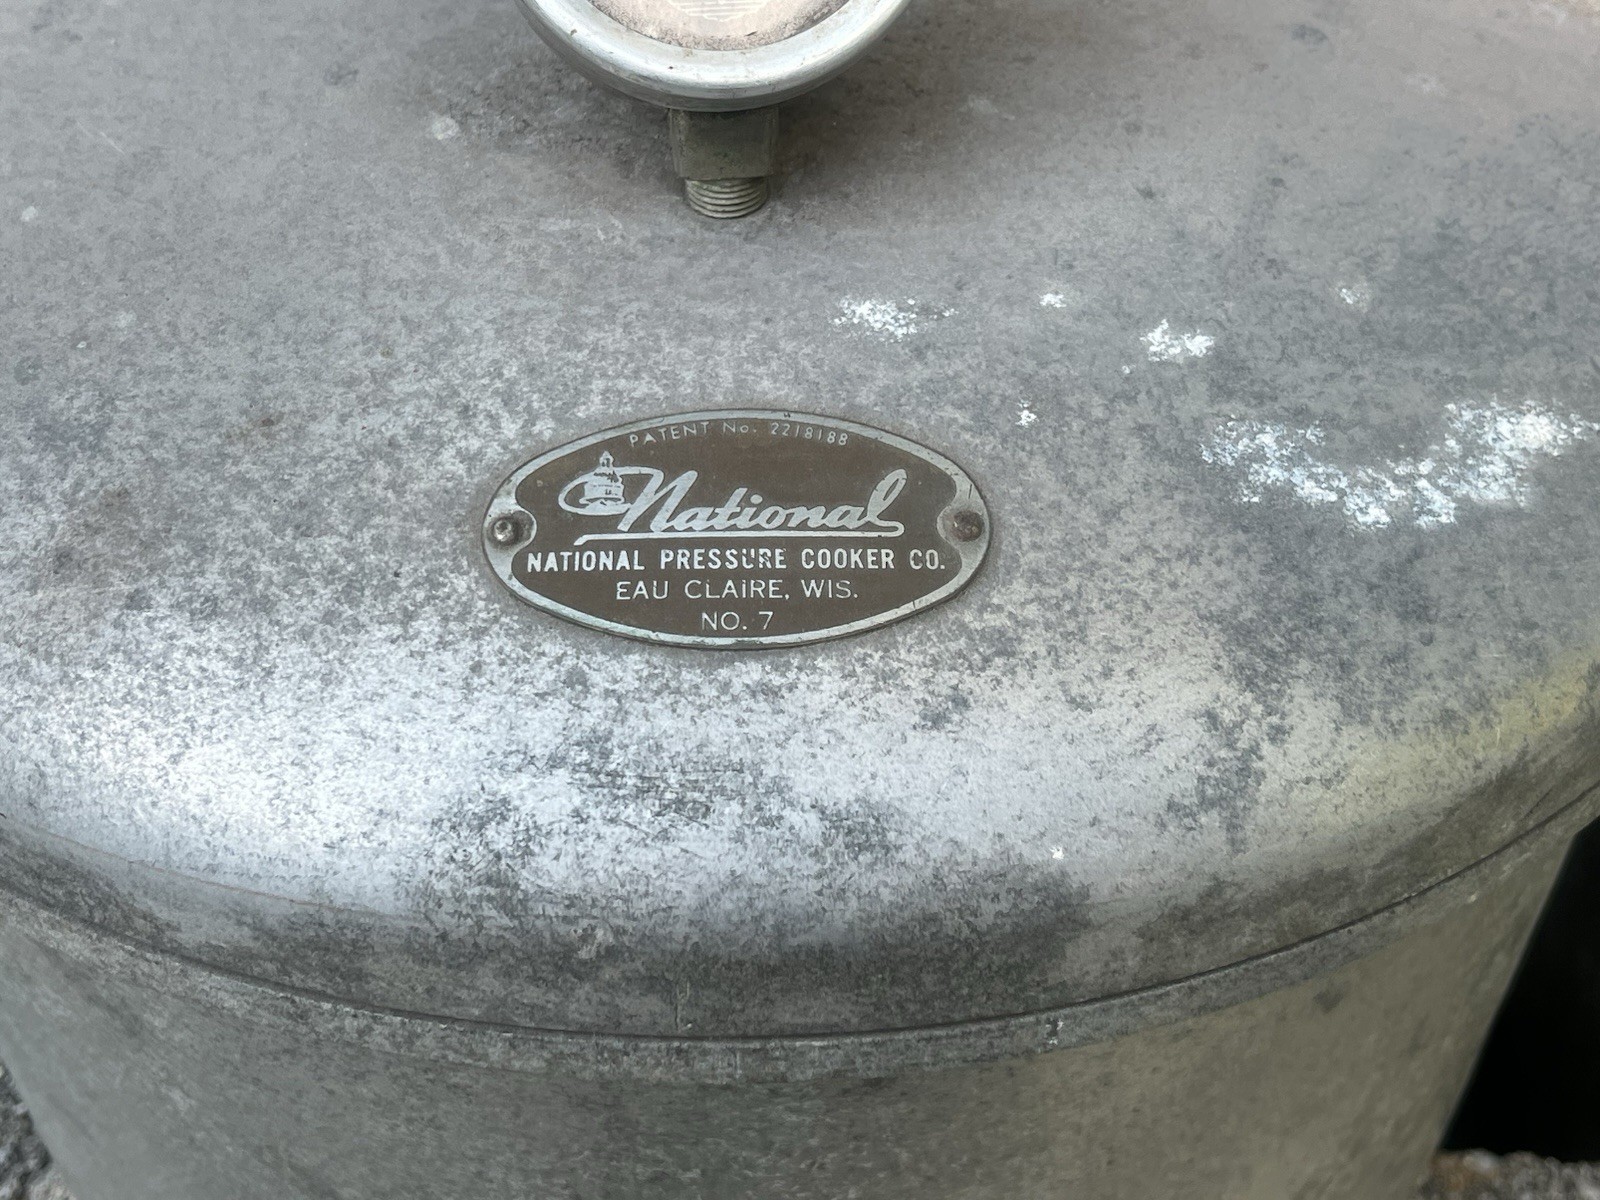 PATENT No. 2218188
National
NATIONAL PRESSURE COOKER CO.
EAU CLAIRE, WIS.
NO. 7